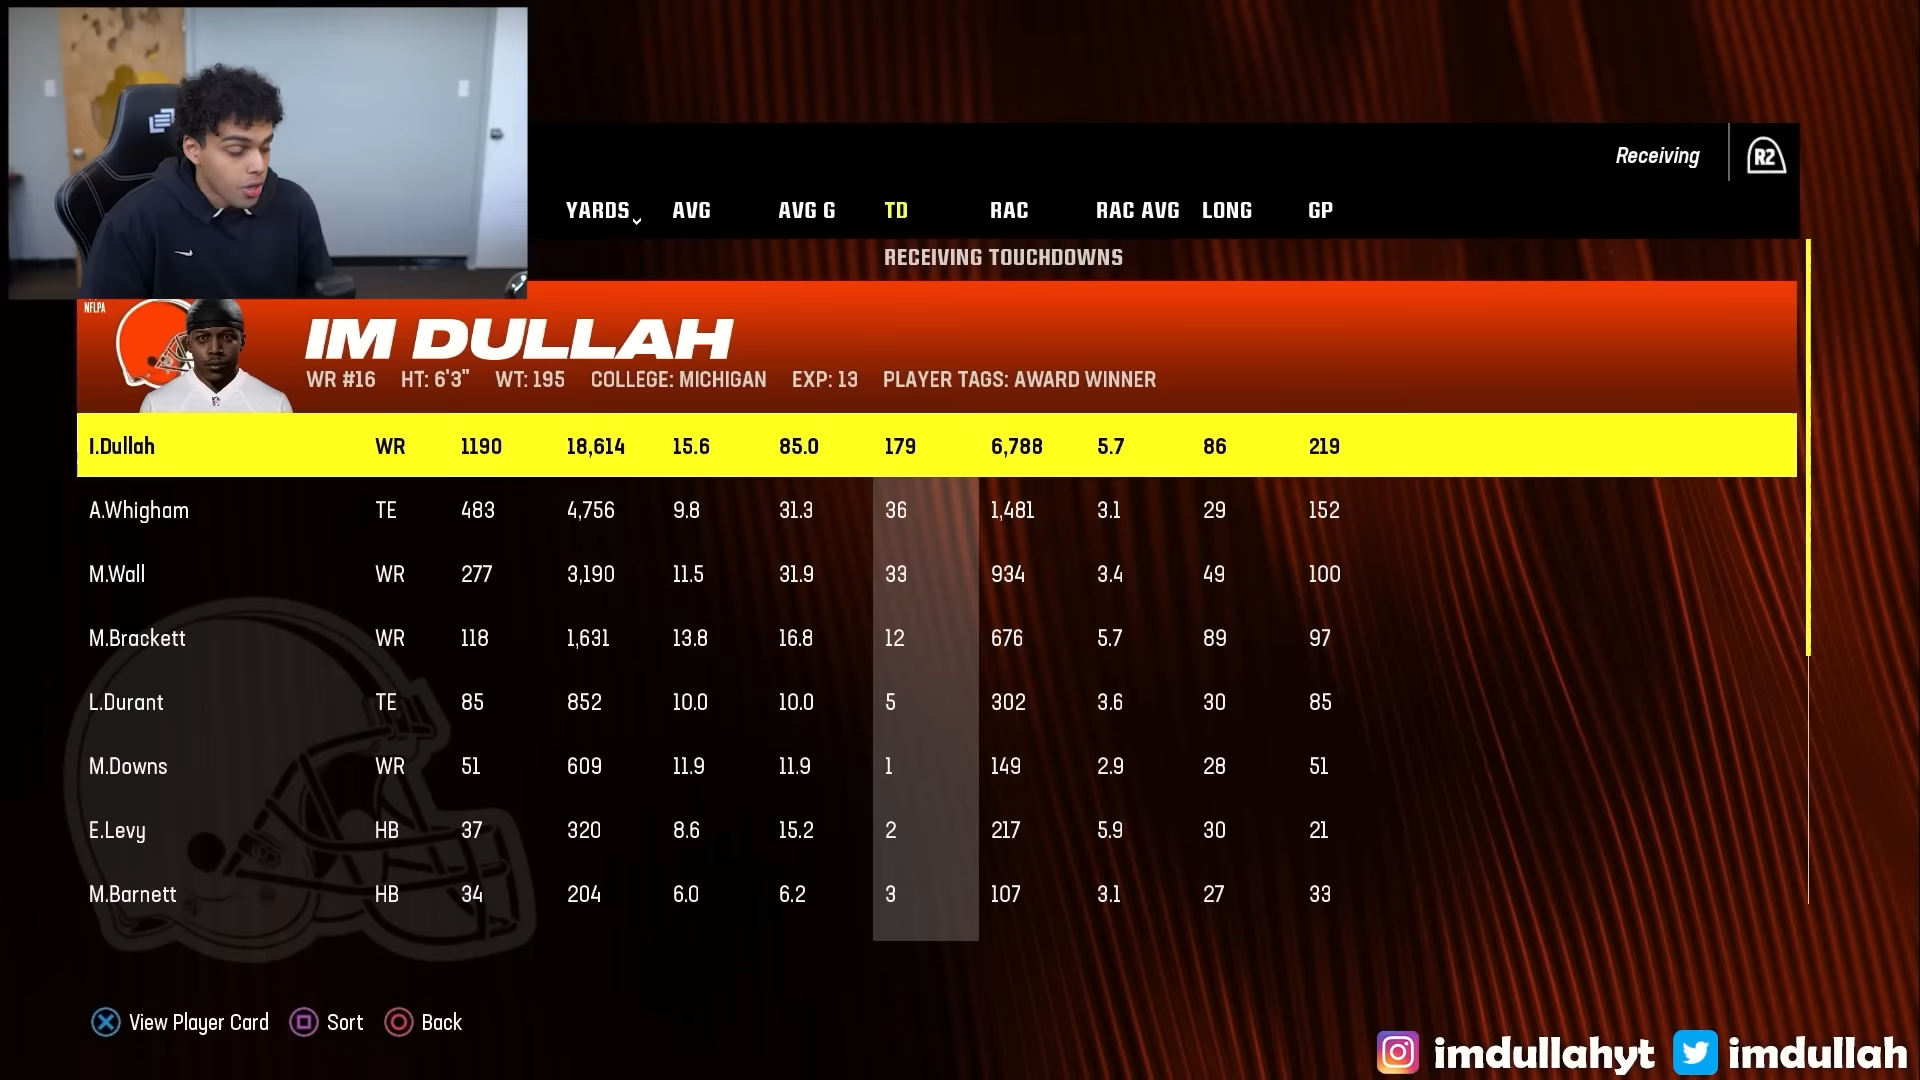 Receiving R2
YARDS AVG AVG G TD RAC RAC AVG LONG GP
RECEIVING TOUCHDOWNS
NFLPA
IM DULLAH
WR #16 HT: 6'3" WT: 195 COLLEGE: MICHIGAN EXP: 13 PLAYER TAGS: AWARD WINNER
I.Dullah WR 1190 18,614 15.6 85.0 179 6,788 5.7 86 219
A.Whigham TE 483 4,756 9.8 31.3 36 1,481 3.1 29 152
M.Wall WR 277 3,190 11.5 31.9 33 934 3.4 49 100
M.Brackett WR 118 1,631 13.8 16.8 12 676 5.7 89 97
L.Durant TE 85 852 10.0 10.0 5 302 3.6 30 85
M.Downs WR 51 609 11.9 11.9 1 149 2.9 28 51
E.Levy HB 37 320 8.6 15.2 2 217 5.9 30 21
M.Barnett HB 34 204 6.0 6.2 3 107 3.1 27 33
View Player Card Sort Back
imdullahyt imdullah